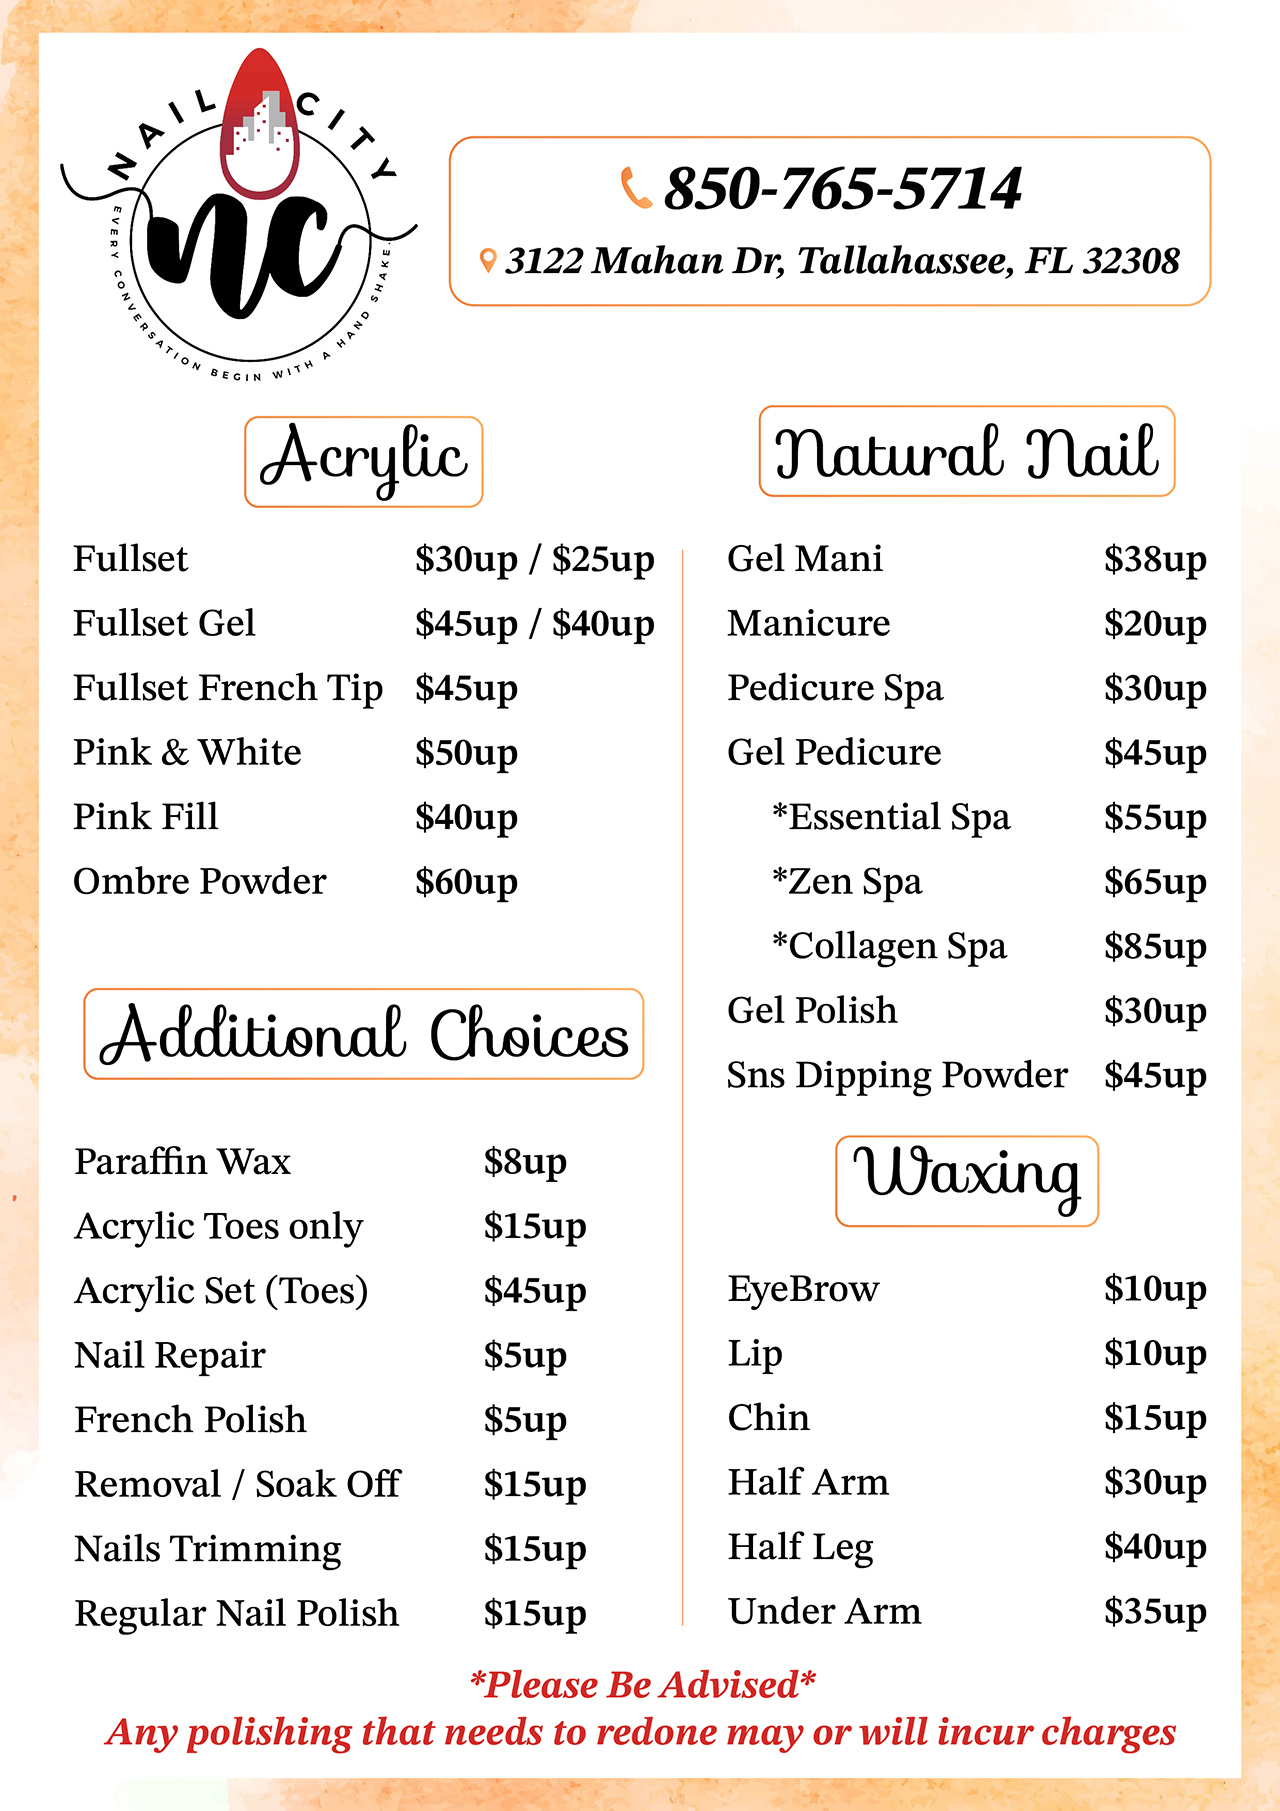 NAIL CITY
nc
EVERY CONVERSATION BEGIN WITH A HAND SHAKE.
850-765-5714
3122 Mahan Dr, Tallahassee, FL 32308
Acrylic
Fullset $30up / $25up
Fullset Gel $45up / $40up
Fullset French Tip $45up
Pink & White $50up
Pink Fill $40up
Ombre Powder $60up
Additional Choices
Paraffin Wax $8up
Acrylic Toes only $15up
Acrylic Set (Toes) $45up
Nail Repair $5up
French Polish $5up
Removal / Soak Off $15up
Nails Trimming $15up
Regular Nail Polish $15up
Natural Nail
Gel Mani $38up
Manicure $20up
Pedicure Spa $30up
Gel Pedicure $45up
*Essential Spa $55up
*Zen Spa $65up
*Collagen Spa $85up
Gel Polish $30up
Sns Dipping Powder $45up
Waxing
EyeBrow $10up
Lip $10up
Chin $15up
Half Arm $30up
Half Leg $40up
Under Arm $35up
*Please Be Advised*
Any polishing that needs to redone may or will incur charges